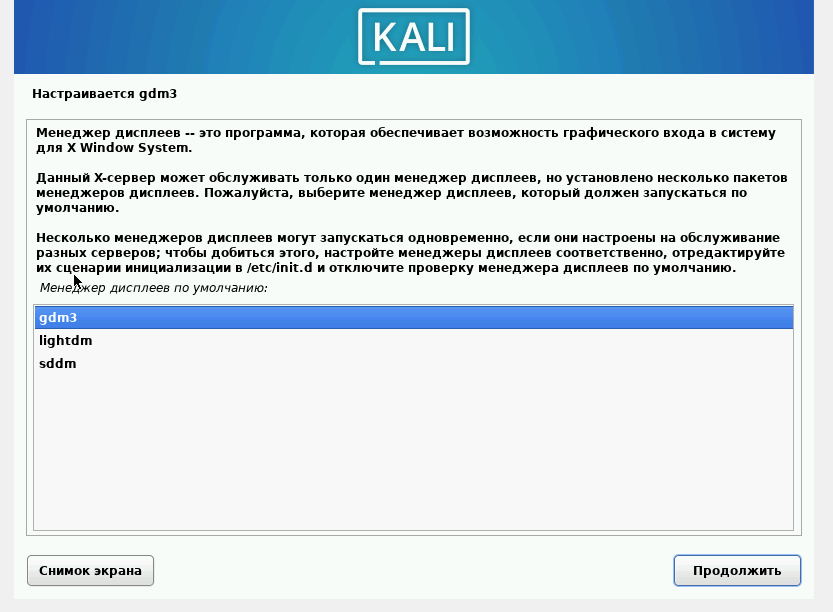 KALI
Настраивается gdm3
Менеджер дисплеев -- это программа, которая обеспечивает возможность графического входа в систему
для X Window System.
Данный X-сервер может обслуживать только один менеджер дисплеев, но установлено несколько пакетов
менеджеров дисплеев. Пожалуйста, выберите менеджер дисплеев, который должен запускаться по
умолчанию.
Несколько менеджеров дисплеев могут запускаться одновременно, если они настроены на обслуживание
разных серверов; чтобы добиться этого, настройте менеджеры дисплеев соответственно, отредактируйте
их сценарии инициализации в /etc/init.d и отключите проверку менеджера дисплеев по умолчанию.
Менеджер дисплеев по умолчанию:
gdm3
lightdm
sddm
Снимок экрана
Продолжить